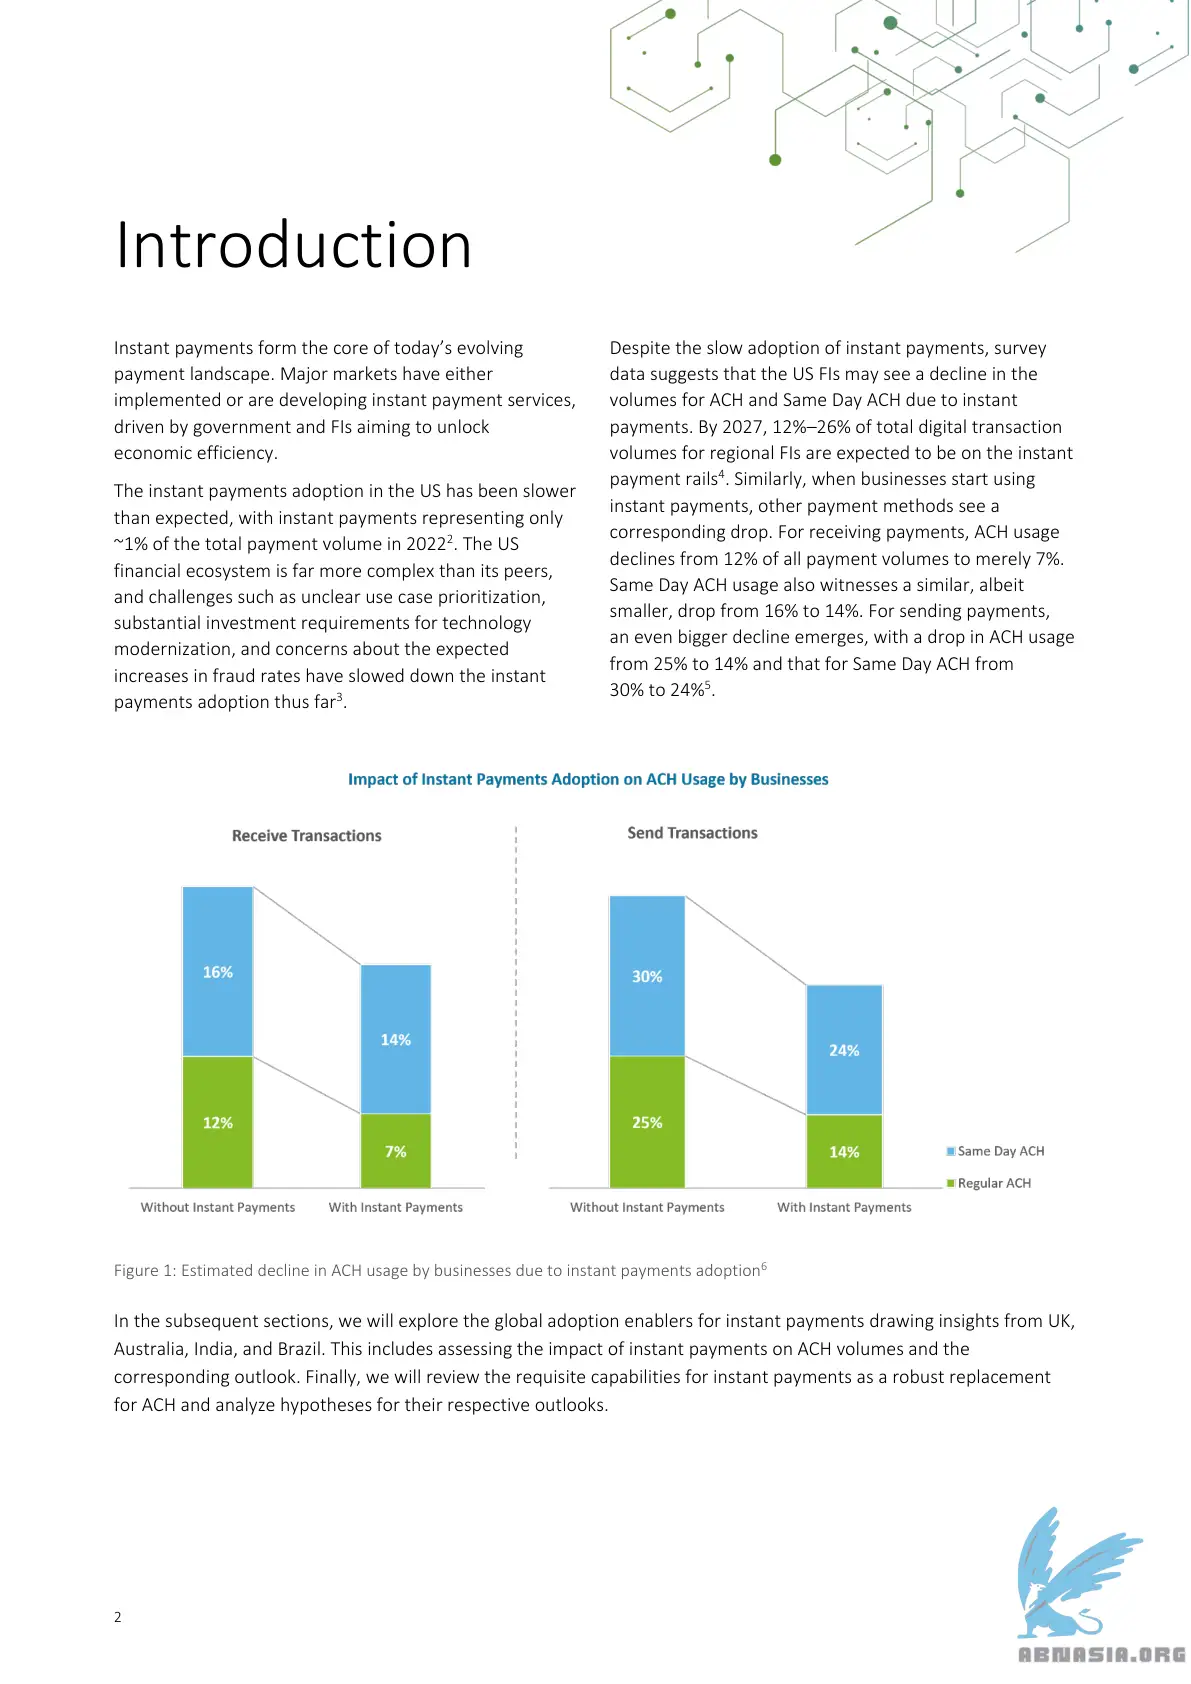 Introduction
Instant payments form the core of today’s evolving
payment landscape. Major markets have either
implemented or are developing instant payment services,
driven by government and FIs aiming to unlock
economic efficiency.
The instant payments adoption in the US has been slower
than expected, with instant payments representing only
~1% of the total payment volume in 2022². The US
financial ecosystem is far more complex than its peers,
and challenges such as unclear use case prioritization,
substantial investment requirements for technology
modernization, and concerns about the expected
increases in fraud rates have slowed down the instant
payments adoption thus far³.
Despite the slow adoption of instant payments, survey
data suggests that the US FIs may see a decline in the
volumes for ACH and Same Day ACH due to instant
payments. By 2027, 12%–26% of total digital transaction
volumes for regional FIs are expected to be on the instant
payment rails⁴. Similarly, when businesses start using
instant payments, other payment methods see a
corresponding drop. For receiving payments, ACH usage
declines from 12% of all payment volumes to merely 7%.
Same Day ACH usage also witnesses a similar, albeit
smaller, drop from 16% to 14%. For sending payments,
an even bigger decline emerges, with a drop in ACH usage
from 25% to 14% and that for Same Day ACH from
30% to 24%⁵.
Impact of Instant Payments Adoption on ACH Usage by Businesses
Receive Transactions
16%
14%
12%
7%
Without Instant Payments
With Instant Payments
Send Transactions
30%
24%
25%
14%
Without Instant Payments
With Instant Payments
Same Day ACH
Regular ACH
Figure 1: Estimated decline in ACH usage by businesses due to instant payments adoption⁶
In the subsequent sections, we will explore the global adoption enablers for instant payments drawing insights from UK,
Australia, India, and Brazil. This includes assessing the impact of instant payments on ACH volumes and the
corresponding outlook. Finally, we will review the requisite capabilities for instant payments as a robust replacement
for ACH and analyze hypotheses for their respective outlooks.
2
ABNASIA.ORG